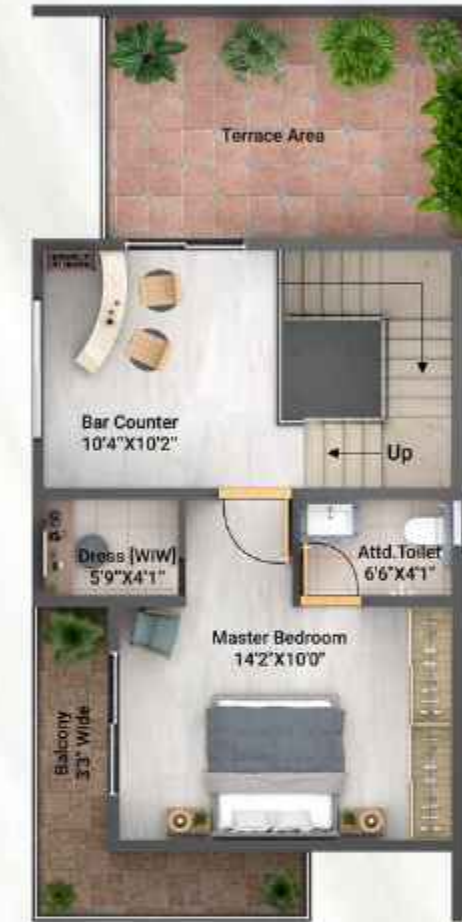 Terrace Area
Bar Counter
10'4"X10'2"
Up
Dress [WIW]
5'9"X4'1"
Attd.Toilet
6'6"X4'1"
Master Bedroom
14'2"X10'0"
Balcony
3'3" Wide